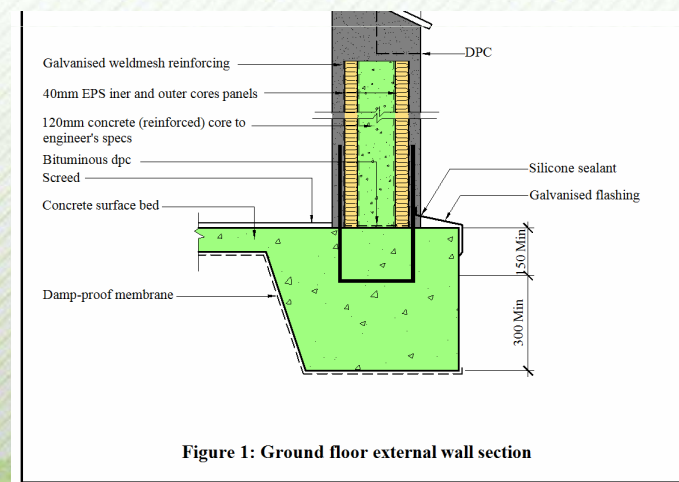 DPC
Galvanised weldmesh reinforcing
40mm EPS iner and outer cores panels
120mm concrete (reinforced) core to
engineer's specs
Bituminous dpc
Screed
Concrete surface bed
Damp-proof membrane
Silicone sealant
Galvanised flashing
150 Min
300 Min
Figure 1: Ground floor external wall section